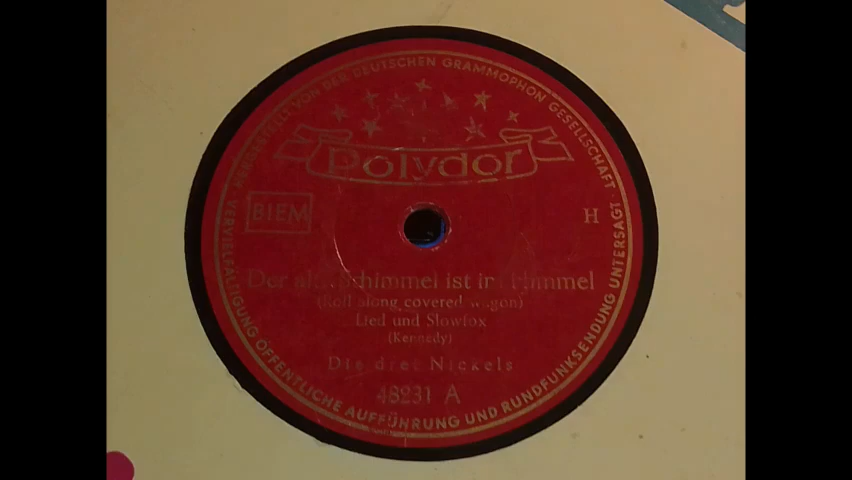 HERGESTELLT VON DER DEUTSCHEN GRAMMOPHON GESELLSCHAFT
Polydor
BIEM
H
Der alte Schimmel ist im Himmel
(Roll along covered wagon)
Lied und Slowfox
(Kennedy)
Die drei Nickels
48231 A
VERVIELFÄLTIGUNG ÖFFENTLICHE AUFFÜHRUNG UND RUNDFUNKSENDUNG UNTERSAGT